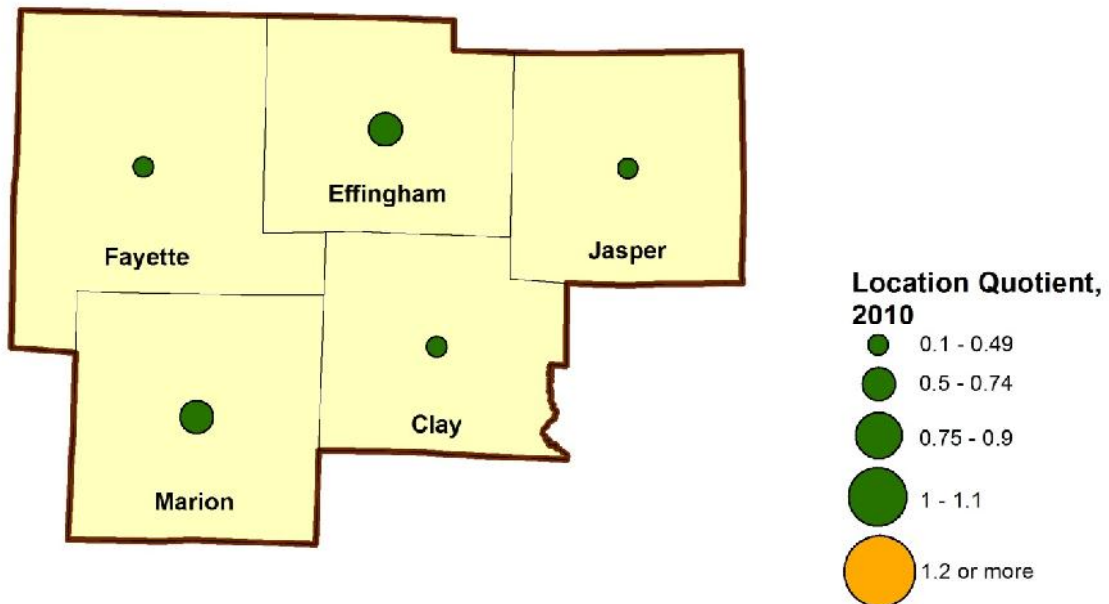 Effingham
Jasper
Fayette
Clay
Marion
Location Quotient,
2010
0.1 - 0.49
0.5 - 0.74
0.75 - 0.9
1 - 1.1
1.2 or more